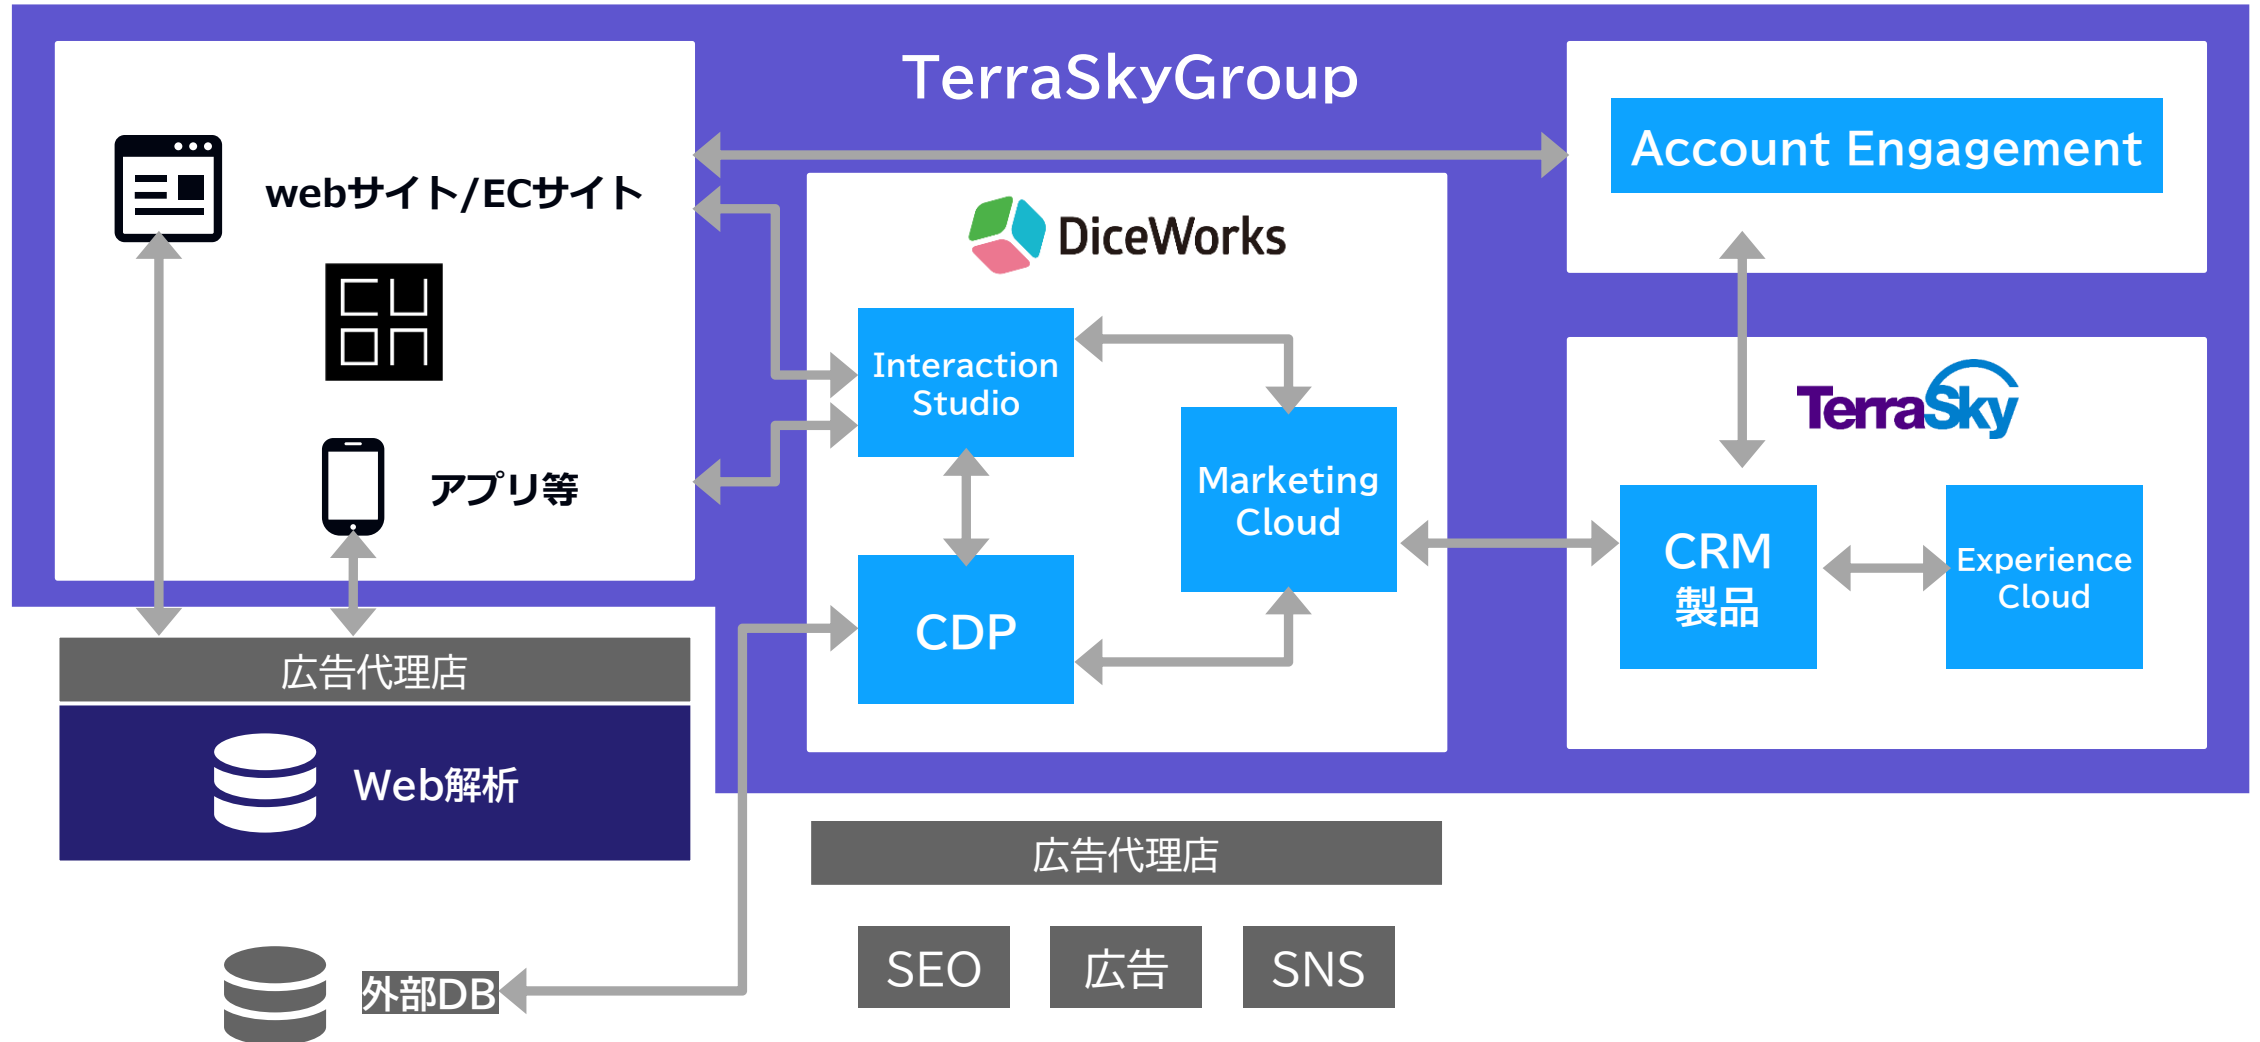 TerraSkyGroup
webサイト/ECサイト
CHOH
アプリ等
広告代理店
Web解析
外部DB
DiceWorks
Interaction
Studio
Marketing
Cloud
CDP
広告代理店
SEO
広告
SNS
Account Engagement
TerraSky
CRM
製品
Experience
Cloud